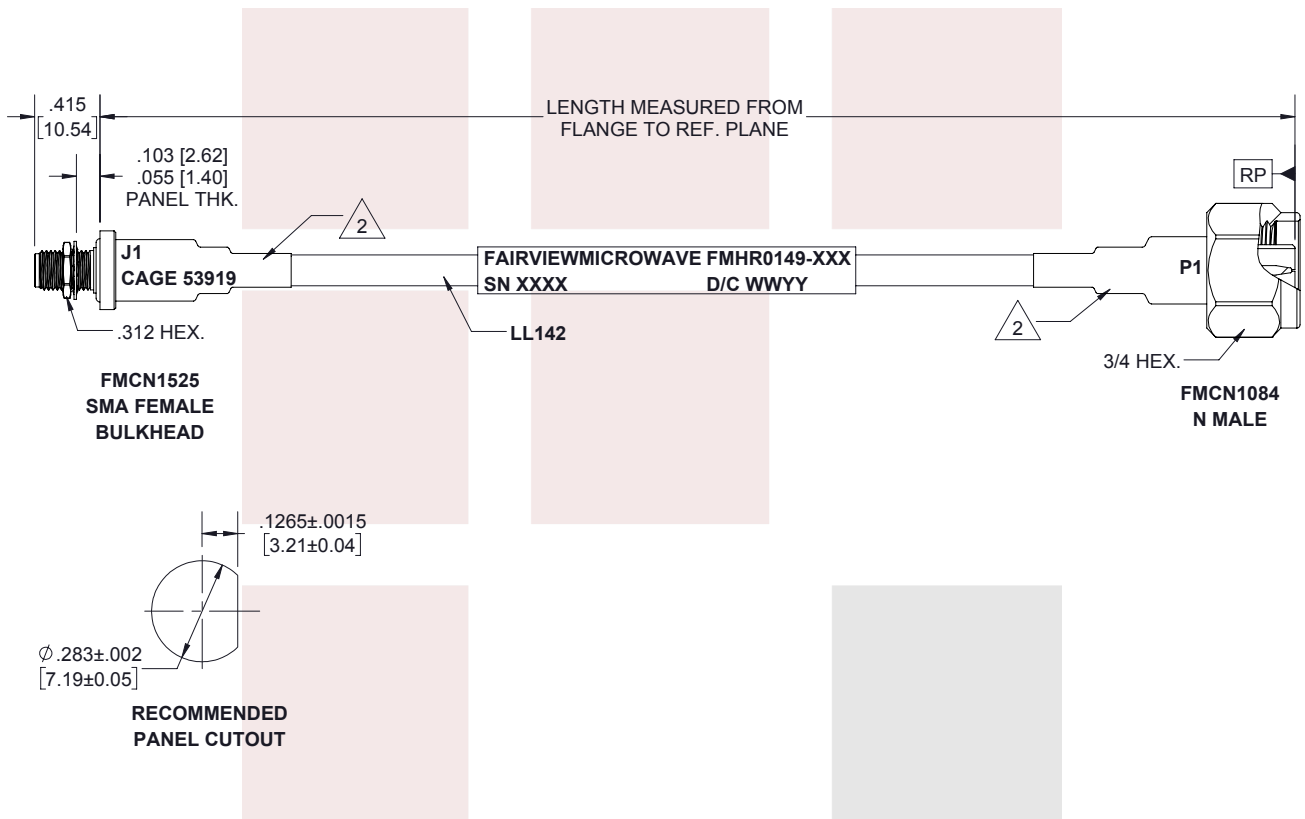 .415
[10.54]
LENGTH MEASURED FROM
FLANGE TO REF. PLANE
.103 [2.62]
.055 [1.40]
PANEL THK.
RP
2
J1
CAGE 53919
FAIRVIEWMICROWAVE FMHR0149-XXX
SN XXXX D/C WWYY
P1
.312 HEX.
LL142
2
3/4 HEX.
FMCN1525
SMA FEMALE
BULKHEAD
FMCN1084
N MALE
.1265±.0015
[3.21±0.04]
∅.283±.002
[7.19±0.05]
RECOMMENDED
PANEL CUTOUT